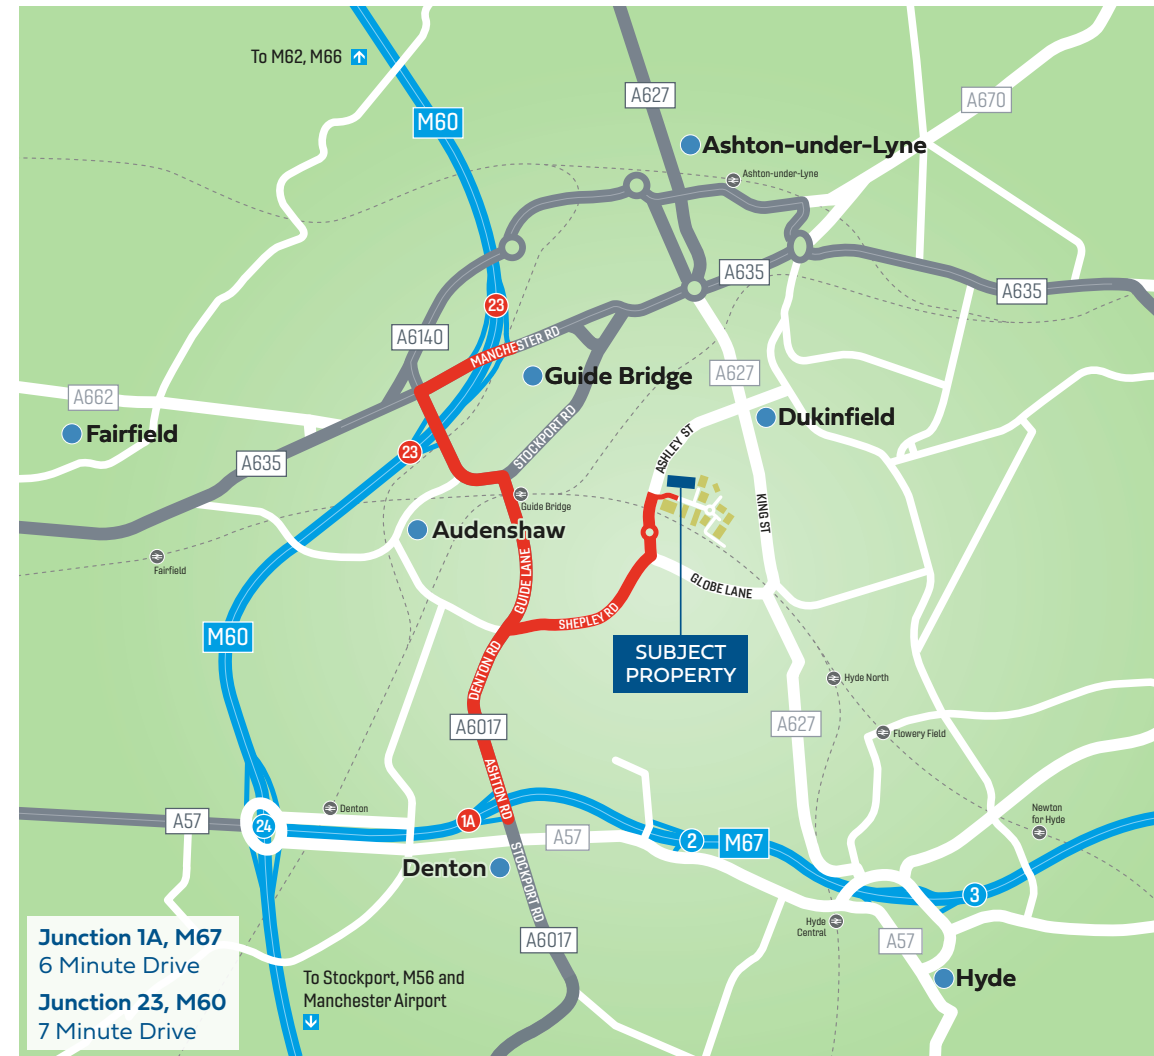 To M62, M66
A627
A670
M60
Ashton-under-Lyne
Ashton-under-Lyne
A635
A635
23
A6140
MANCHESTER RD
Guide Bridge
A627
A662
Fairfield
Dukinfield
STOCKPORT RD
ASHLEY ST
23
A635
Guide Bridge
KING ST
Audenshaw
Fairfield
GUIDE LANE
GLOBE LANE
SHEPLEY RD
M60
SUBJECT
PROPERTY
DENTON RD
Hyde North
A6017
A627
Flowery Field
ASHTON RD
Denton
A57
24
1A
A57
2
M67
Newton
for Hyde
Denton
STOCKPORT RD
3
Hyde
Central
A57
A6017
Hyde
Junction 1A, M67
6 Minute Drive
Junction 23, M60
7 Minute Drive
To Stockport, M56 and
Manchester Airport